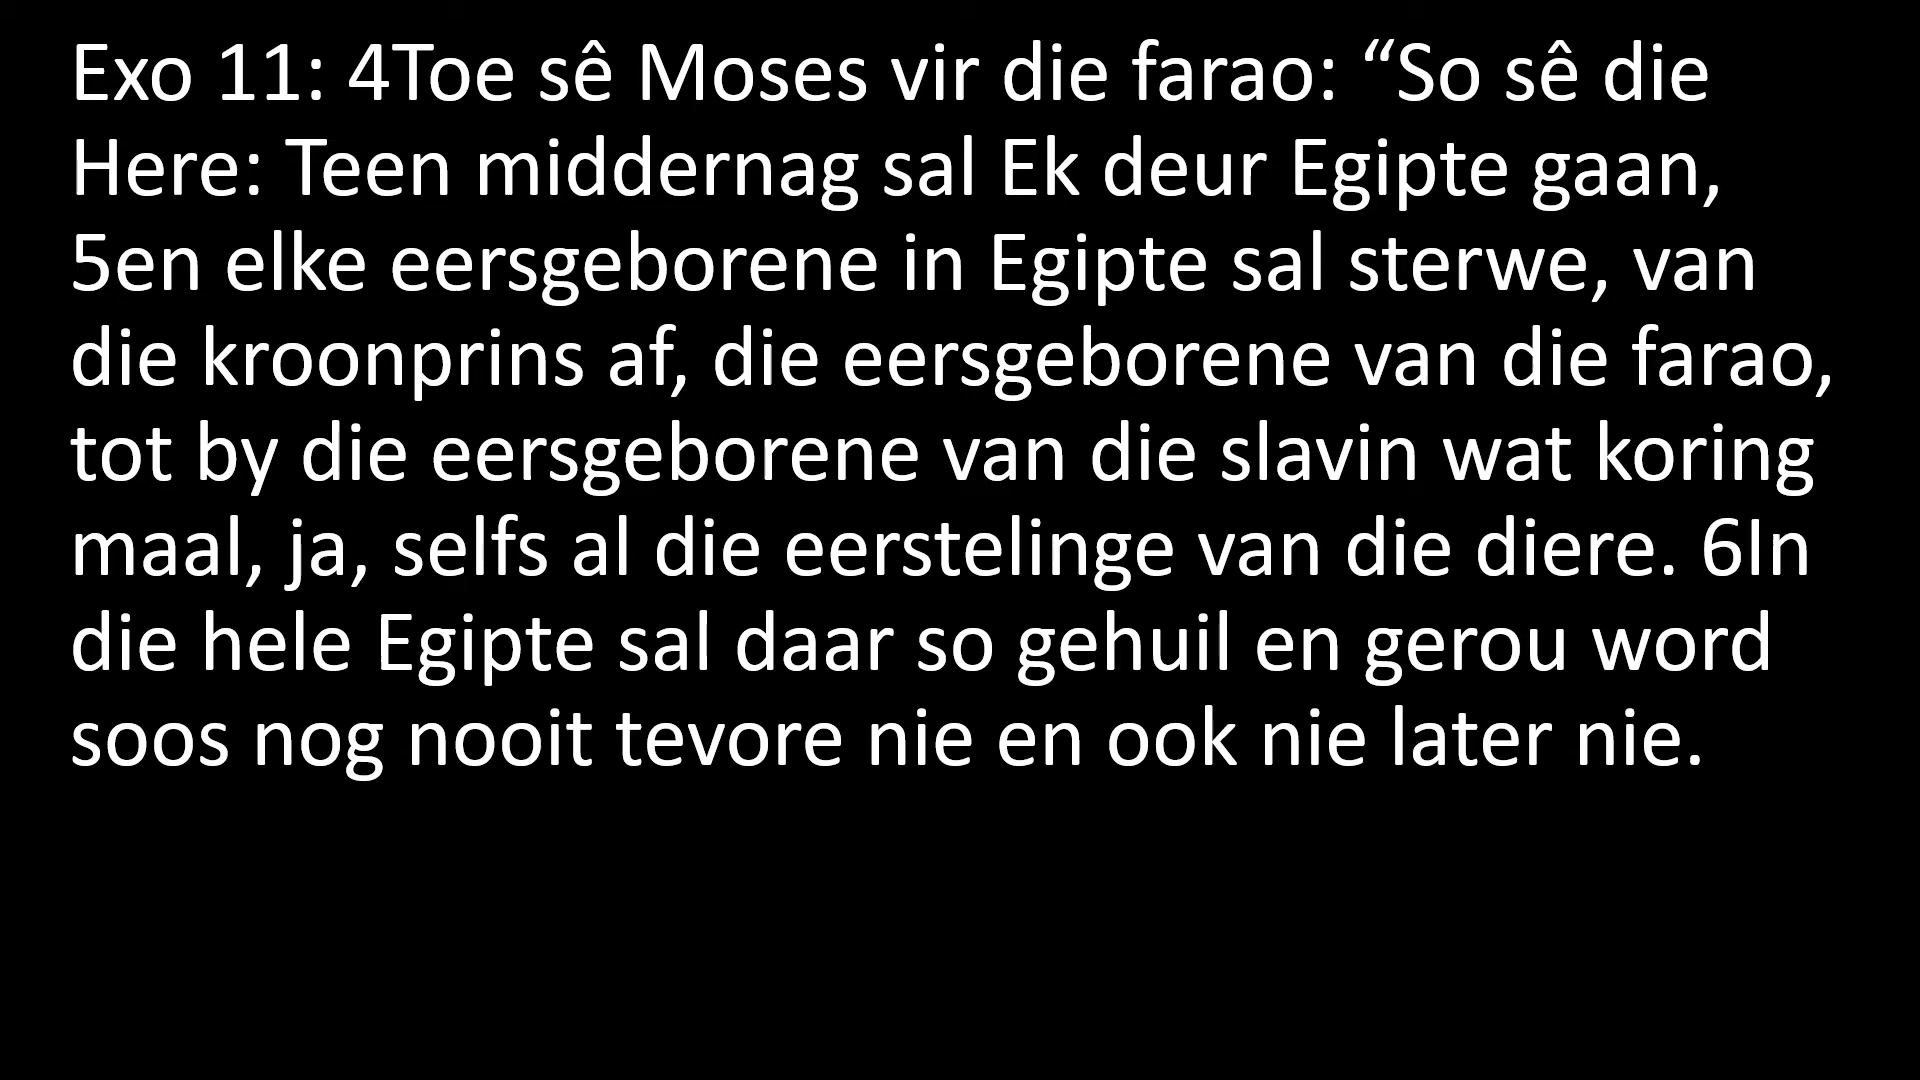 Exo 11: 4Toe sê Moses vir die farao: “So sê die
Here: Teen middernag sal Ek deur Egipte gaan,
5en elke eersgeborene in Egipte sal sterwe, van
die kroonprins af, die eersgeborene van die farao,
tot by die eersgeborene van die slavin wat koring
maal, ja, selfs al die eerstelinge van die diere. 6In
die hele Egipte sal daar so gehuil en gerou word
soos nog nooit tevore nie en ook nie later nie.